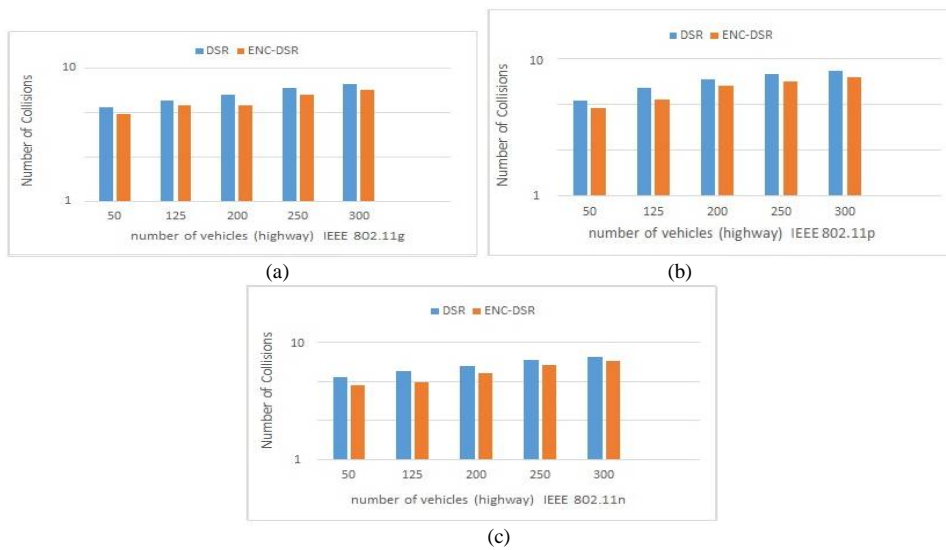 DSR ENC-DSR
10
Number of Collisions
1
50 125 200 250 300
number of vehicles (highway) IEEE 802.11g
(a)
DSR ENC-DSR
10
Number of Collisions
1
50 125 200 250 300
number of vehicles (highway) IEEE 802.11p
(b)
DSR ENC-DSR
10
Number of Collisions
1
50 125 200 250 300
number of vehicles (highway) IEEE 802.11n
(c)